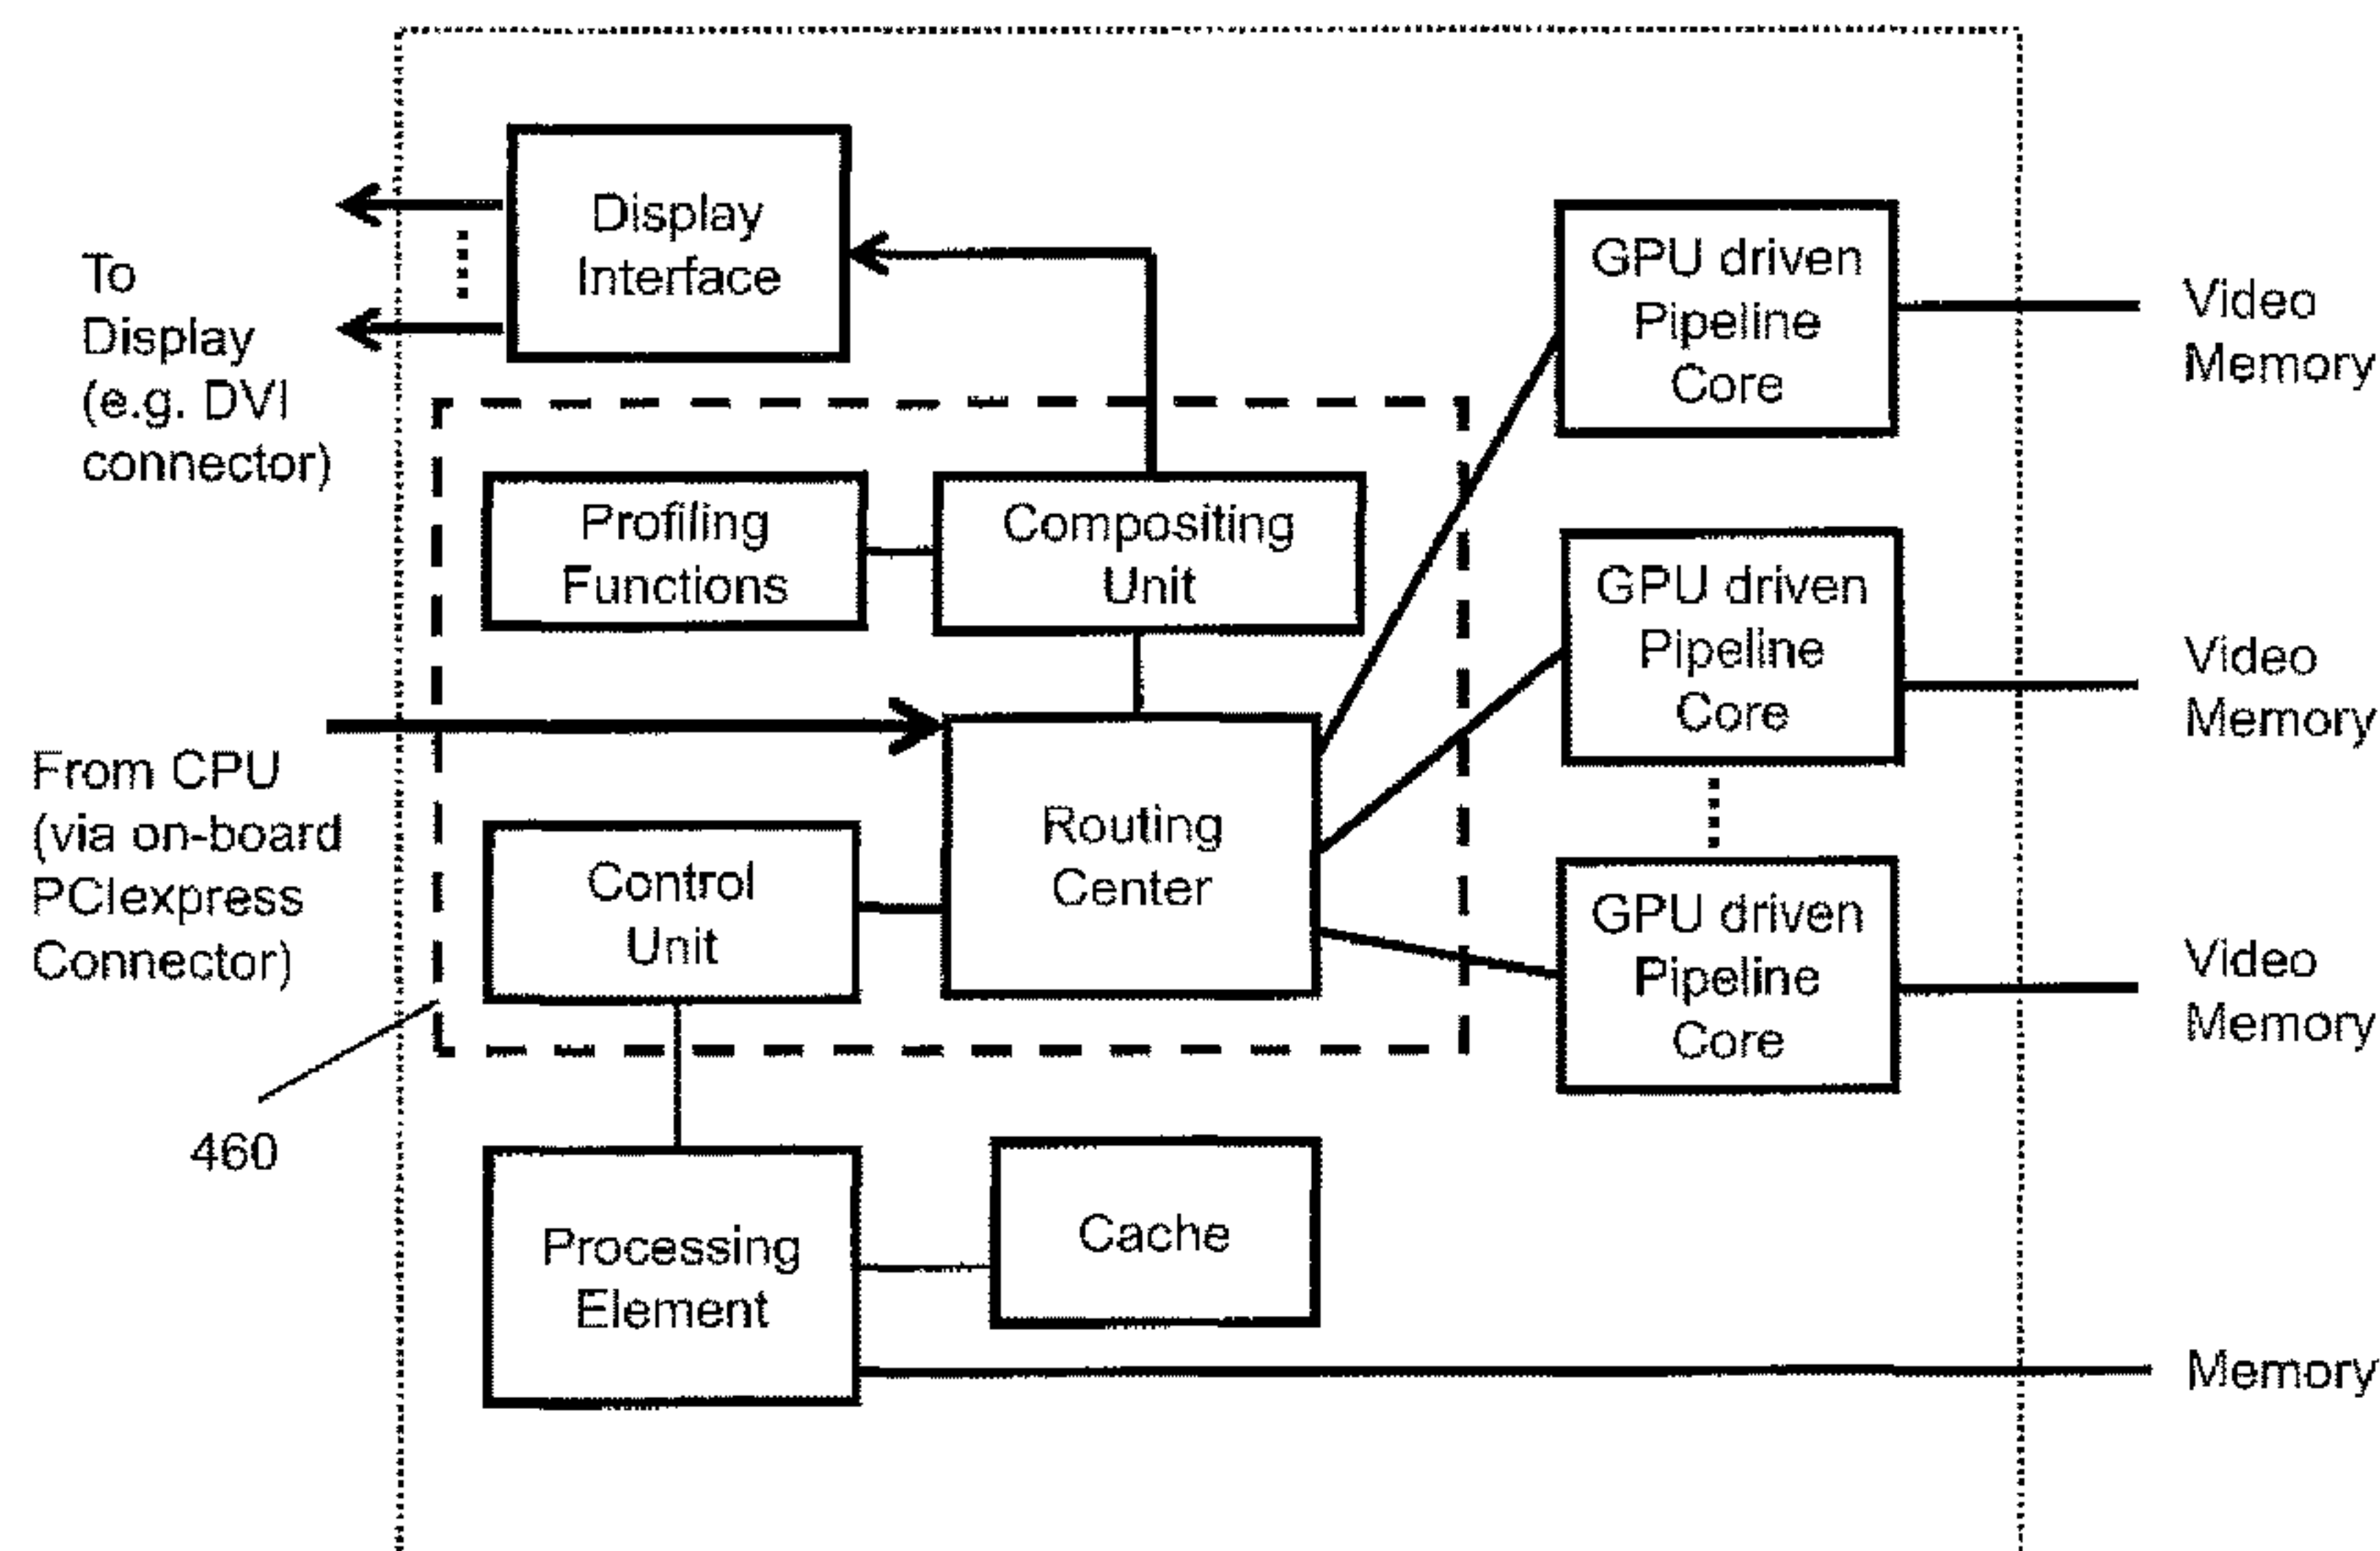 To
Display
(e.g. DVI
connector)
Display
Interface
GPU driven
Pipeline
Core
Video
Memory
Profiling
Functions
Compositing
Unit
GPU driven
Pipeline
Core
Video
Memory
From CPU
(via on-board
PCIexpress
Connector)
Control
Unit
Routing
Center
GPU driven
Pipeline
Core
Video
Memory
460
Processing
Element
Cache
Memory